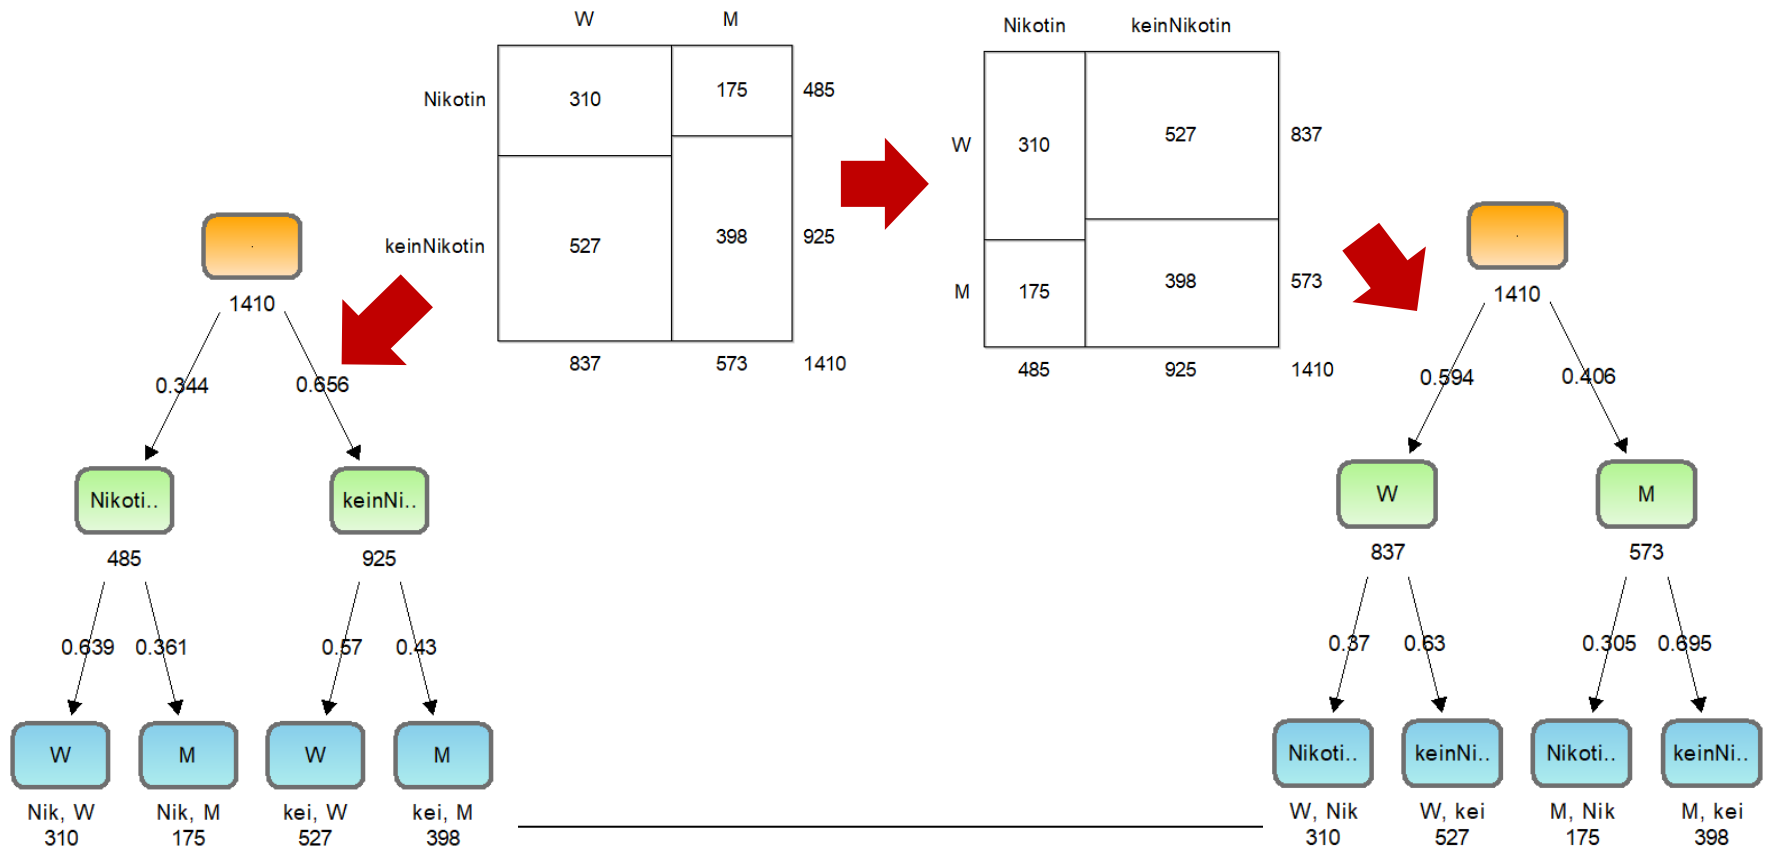 W M
Nikotin 310 175 485
keinNikotin 527 398 925
837 573 1410
Nikotin keinNikotin
W 310 527 837
M 175 398 573
485 925 1410
.
1410
0.344 0.656
Nikoti.. keinNi..
485 925
0.639 0.361 0.57 0.43
W M W M
Nik, W Nik, M kei, W kei, M
310 175 527 398
.
1410
0.594 0.406
W M
837 573
0.37 0.63 0.305 0.695
Nikoti.. keinNi.. Nikoti.. keinNi..
W, Nik W, kei M, Nik M, kei
310 527 175 398